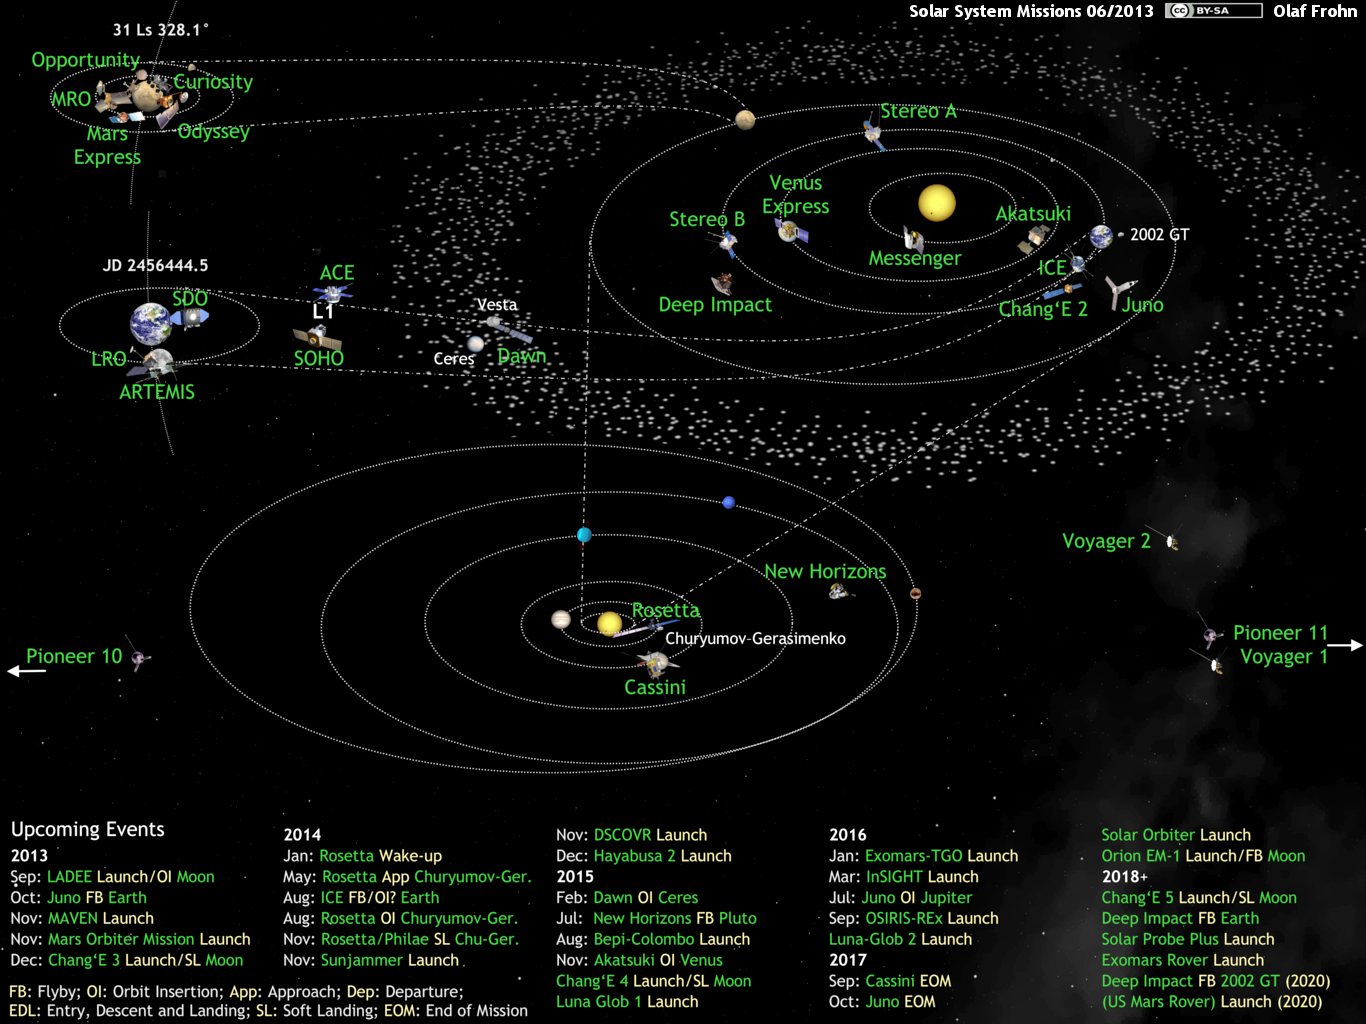 Solar System Missions 06/2013 cc BY-SA Olaf Frohn
31 Ls 328.1°
Opportunity
Curiosity
MRO
Mars
Express
Odyssey
JD 2456444.5
SDO
LRO
ARTEMIS
ACE
L1
SOHO
Vesta
Ceres
Dawn
Stereo A
Venus
Express
Stereo B
Akatsuki
2002 GT
Messenger
ICE
Deep Impact
Chang‘E 2
Juno
Voyager 2
New Horizons
Rosetta
Churyumov-Gerasimenko
Cassini
Pioneer 10
Pioneer 11
Voyager 1
Upcoming Events
2013
Sep: LADEE Launch/OI Moon
Oct: Juno FB Earth
Nov: MAVEN Launch
Nov: Mars Orbiter Mission Launch
Dec: Chang‘E 3 Launch/SL Moon
2014
Jan: Rosetta Wake-up
May: Rosetta App Churyumov-Ger.
Aug: ICE FB/OI? Earth
Aug: Rosetta OI Churyumov-Ger.
Nov: Rosetta/Philae SL Chu-Ger.
Nov: Sunjammer Launch
Nov: DSCOVR Launch
Dec: Hayabusa 2 Launch
2015
Feb: Dawn OI Ceres
Jul: New Horizons FB Pluto
Aug: Bepi-Colombo Launch
Nov: Akatsuki OI Venus
Chang‘E 4 Launch/SL Moon
Luna Glob 1 Launch
2016
Jan: Exomars-TGO Launch
Mar: InSIGHT Launch
Jul: Juno OI Jupiter
Sep: OSIRIS-REx Launch
Luna-Glob 2 Launch
2017
Sep: Cassini EOM
Oct: Juno EOM
Solar Orbiter Launch
Orion EM-1 Launch/FB Moon
2018+
Chang‘E 5 Launch/SL Moon
Deep Impact FB Earth
Solar Probe Plus Launch
Exomars Rover Launch
Deep Impact FB 2002 GT (2020)
(US Mars Rover) Launch (2020)
FB: Flyby; OI: Orbit Insertion; App: Approach; Dep: Departure;
EDL: Entry, Descent and Landing; SL: Soft Landing; EOM: End of Mission